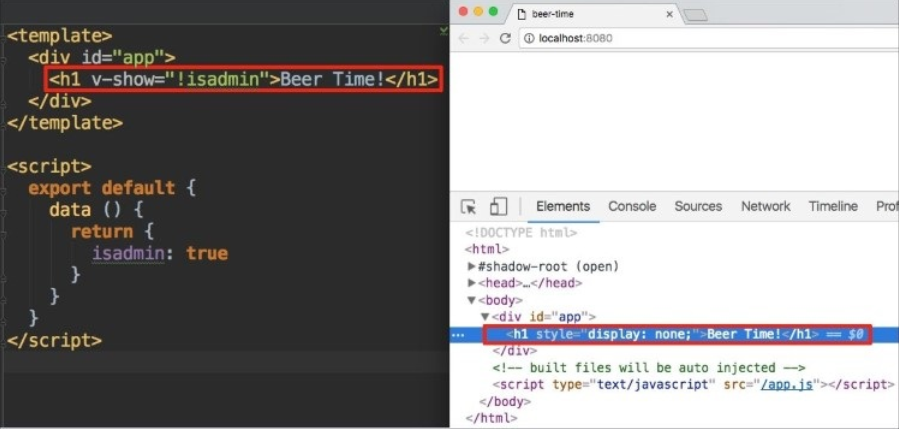 <template>
<div id="app">
<h1 v-show="!isadmin">Beer Time!</h1>
</div>
</template>
<script>
export default {
data () {
return {
isadmin: true
}
}
}
</script>
beer-time
localhost:8080
Elements Console Sources Network Timeline Prof
<!DOCTYPE html>
<html>
#shadow-root (open)
<head>…</head>
<body>
<div id="app">
… <h1 style="display: none;">Beer Time!</h1> == $0
</div>
<!-- built files will be auto injected -->
<script type="text/javascript" src="/app.js"></script>
</body>
</html>